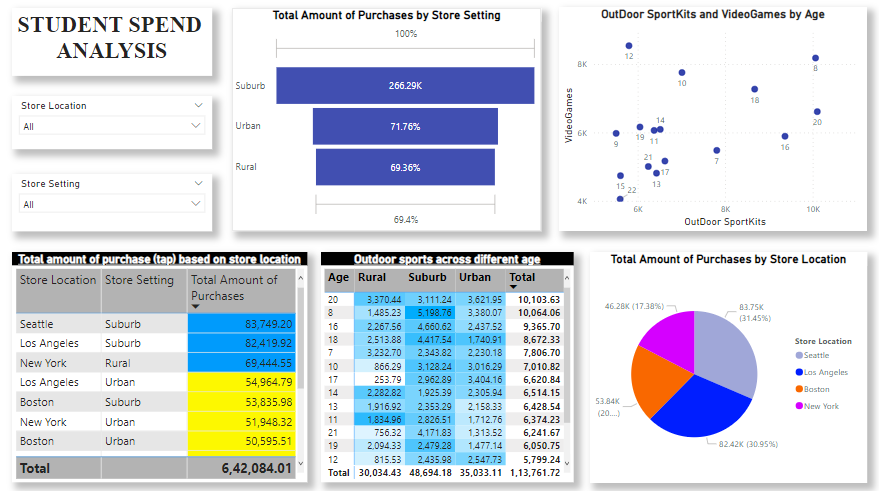 STUDENT SPEND
ANALYSIS
Store Location
All
Store Setting
All
Total Amount of Purchases by Store Setting
100%
Suburb 266.29K
Urban 71.76%
Rural 69.36%
69.4%
OutDoor SportKits and VideoGames by Age
VideoGames
8K
6K
4K
12
10
8
18
20
9
19
11
14
16
7
21
17
13
15
22
6K 8K 10K
OutDoor SportKits
Total amount of purchase (tap) based on store location
Store Location Store Setting Total Amount of
Purchases
Seattle Suburb 83,749.20
Los Angeles Suburb 82,419.92
New York Rural 69,444.55
Los Angeles Urban 54,964.79
Boston Suburb 53,835.98
New York Urban 51,948.32
Boston Urban 50,595.51
Total 6,42,084.01
Outdoor sports across different age
Age Rural Suburb Urban Total
20 3,370.44 3,111.24 3,621.95 10,103.63
8 1,485.23 5,198.76 3,380.07 10,064.06
16 2,267.56 4,660.62 2,437.52 9,365.70
18 2,513.88 4,417.54 1,740.91 8,672.33
7 3,232.70 2,343.82 2,230.18 7,806.70
10 866.29 3,128.24 3,016.29 7,010.82
17 253.79 2,962.89 3,404.16 6,620.84
14 2,282.82 1,925.39 2,305.94 6,514.15
13 1,916.92 2,353.29 2,158.33 6,428.54
11 1,834.96 2,826.51 1,712.76 6,374.23
21 756.32 4,171.83 1,313.52 6,241.67
19 2,094.33 2,479.28 1,477.14 6,050.75
12 815.53 2,435.98 2,547.73 5,799.24
Total 30,034.43 48,694.18 35,033.11 1,13,761.72
Total Amount of Purchases by Store Location
46.28K (17.38%)
83.75K
(31.45%)
53.84K
(20....)
82.42K (30.95%)
Store Location
Seattle
Los Angeles
Boston
New York